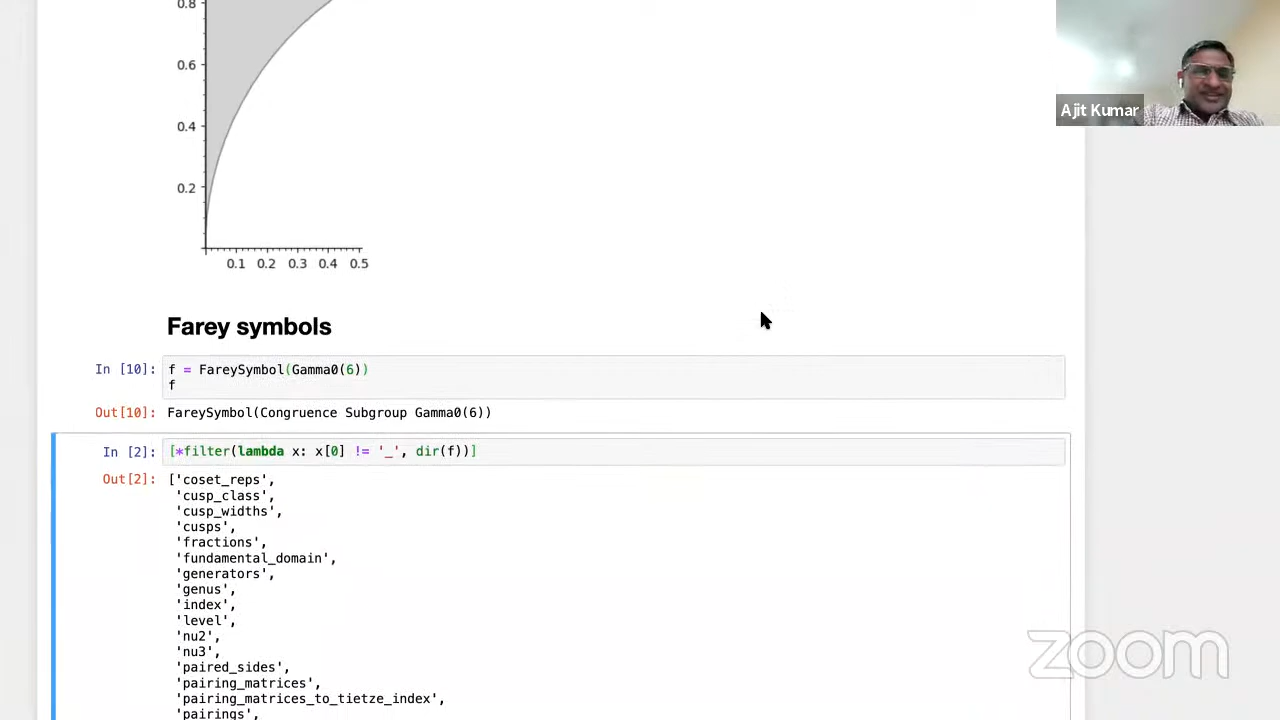 0.8
0.6
0.4
0.2
0.1 0.2 0.3 0.4 0.5
Ajit Kumar
Farey symbols
In [10]: f = FareySymbol(Gamma0(6))
f
Out[10]: FareySymbol(Congruence Subgroup Gamma0(6))
In [2]: [*filter(lambda x: x[0] != '_', dir(f))]
Out[2]: ['coset_reps',
'cusp_class',
'cusp_widths',
'cusps',
'fractions',
'fundamental_domain',
'generators',
'genus',
'index',
'level',
'nu2',
'nu3',
'paired_sides',
'pairing_matrices',
'pairing_matrices_to_tietze_index',
'pairings',
zoom